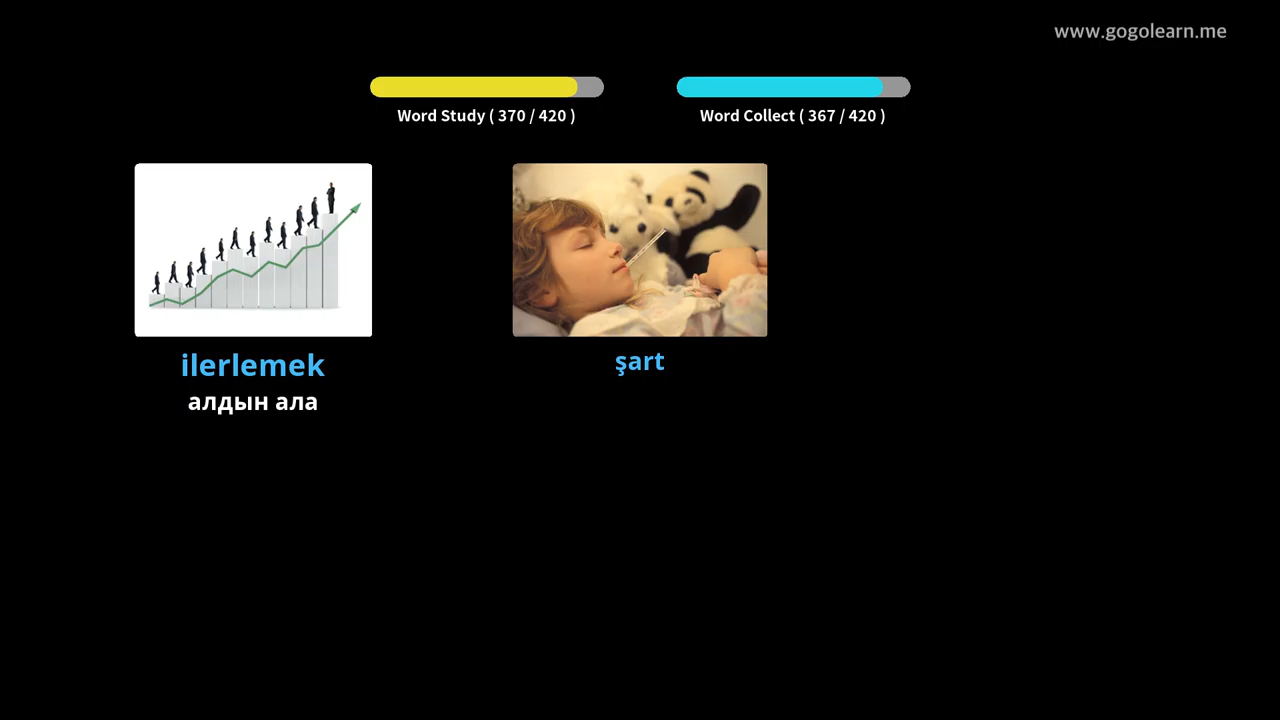 www.gogolearn.me
Word Study ( 370 / 420 )
Word Collect ( 367 / 420 )
ilerlemek
алдын ала
şart